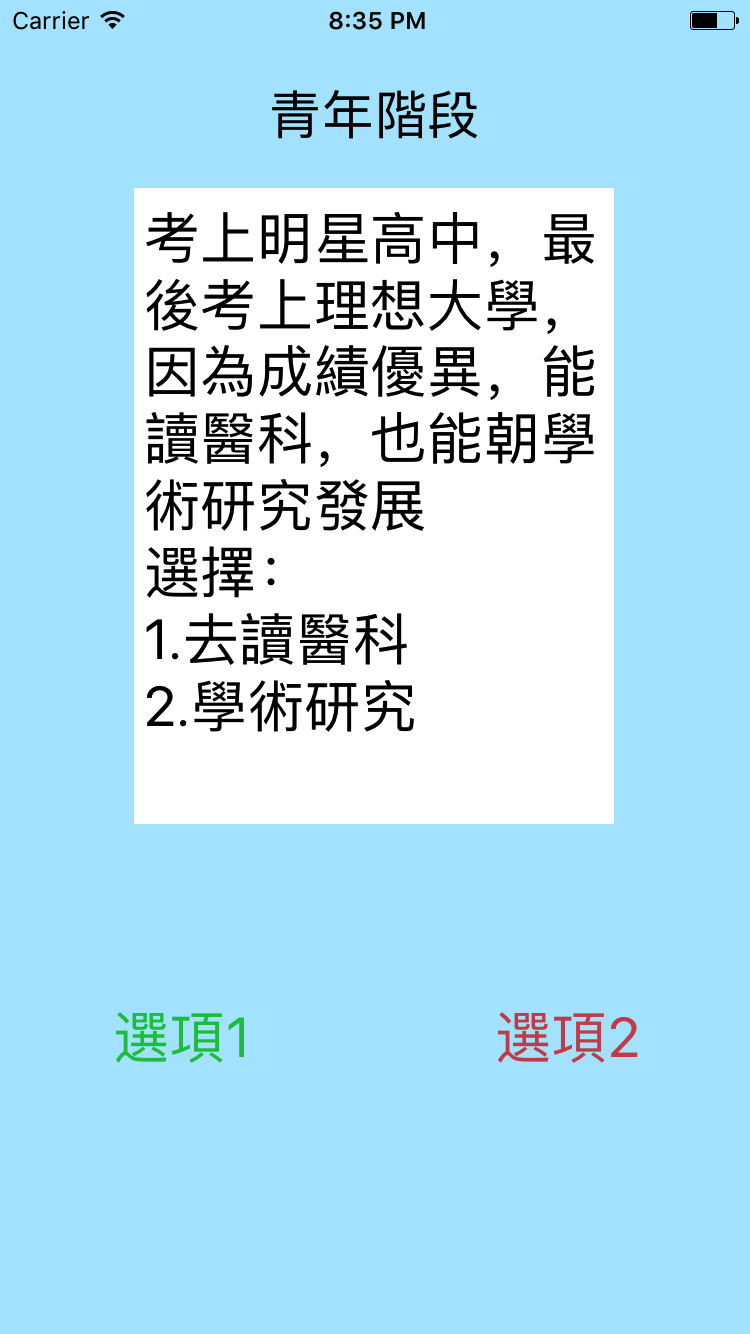 Carrier
8:35 PM
青年階段
考上明星高中，最
後考上理想大學，
因為成績優異，能
讀醫科，也能朝學
術研究發展
選擇：
1.去讀醫科
2.學術研究
選項1
選項2